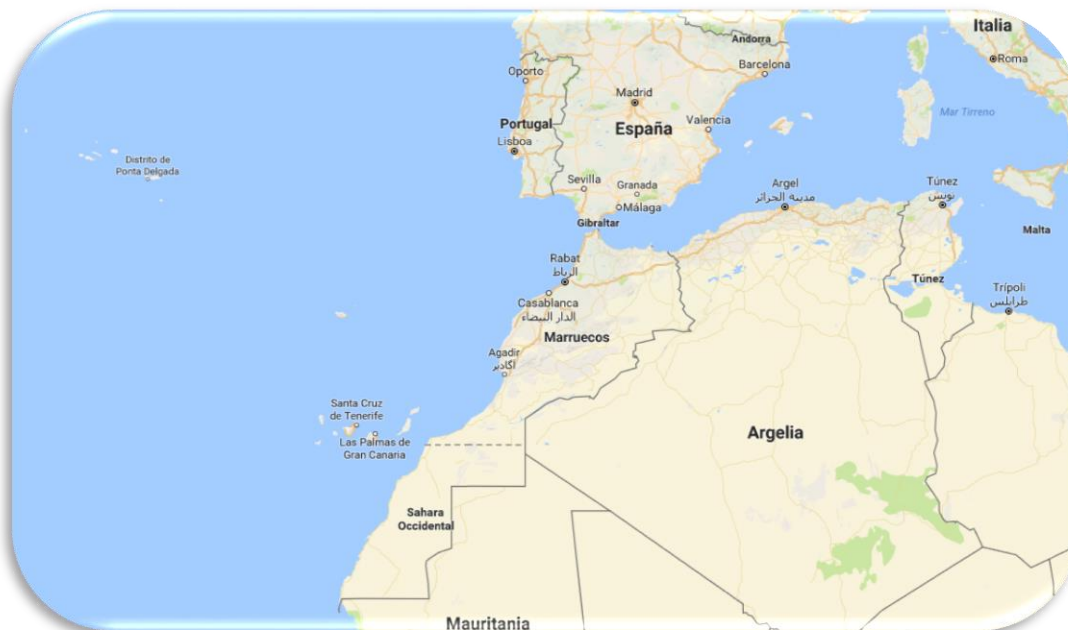 Italia
Andorra
Roma
Barcelona
Oporto
Madrid
Mar Tirreno
Portugal
España
Valencia
Lisboa
Distrito de
Ponta Delgada
Sevilla
Granada
Argel
مدينة الجزائر
Túnez
تونس
Málaga
Gibraltar
Malta
Rabat
الرباط
Túnez
Trípoli
طرابلس
Casablanca
الدار البيضاء
Marruecos
Agadir
أكادير
Santa Cruz
de Tenerife
Las Palmas de
Gran Canaria
Argelia
Sahara
Occidental
Mauritania